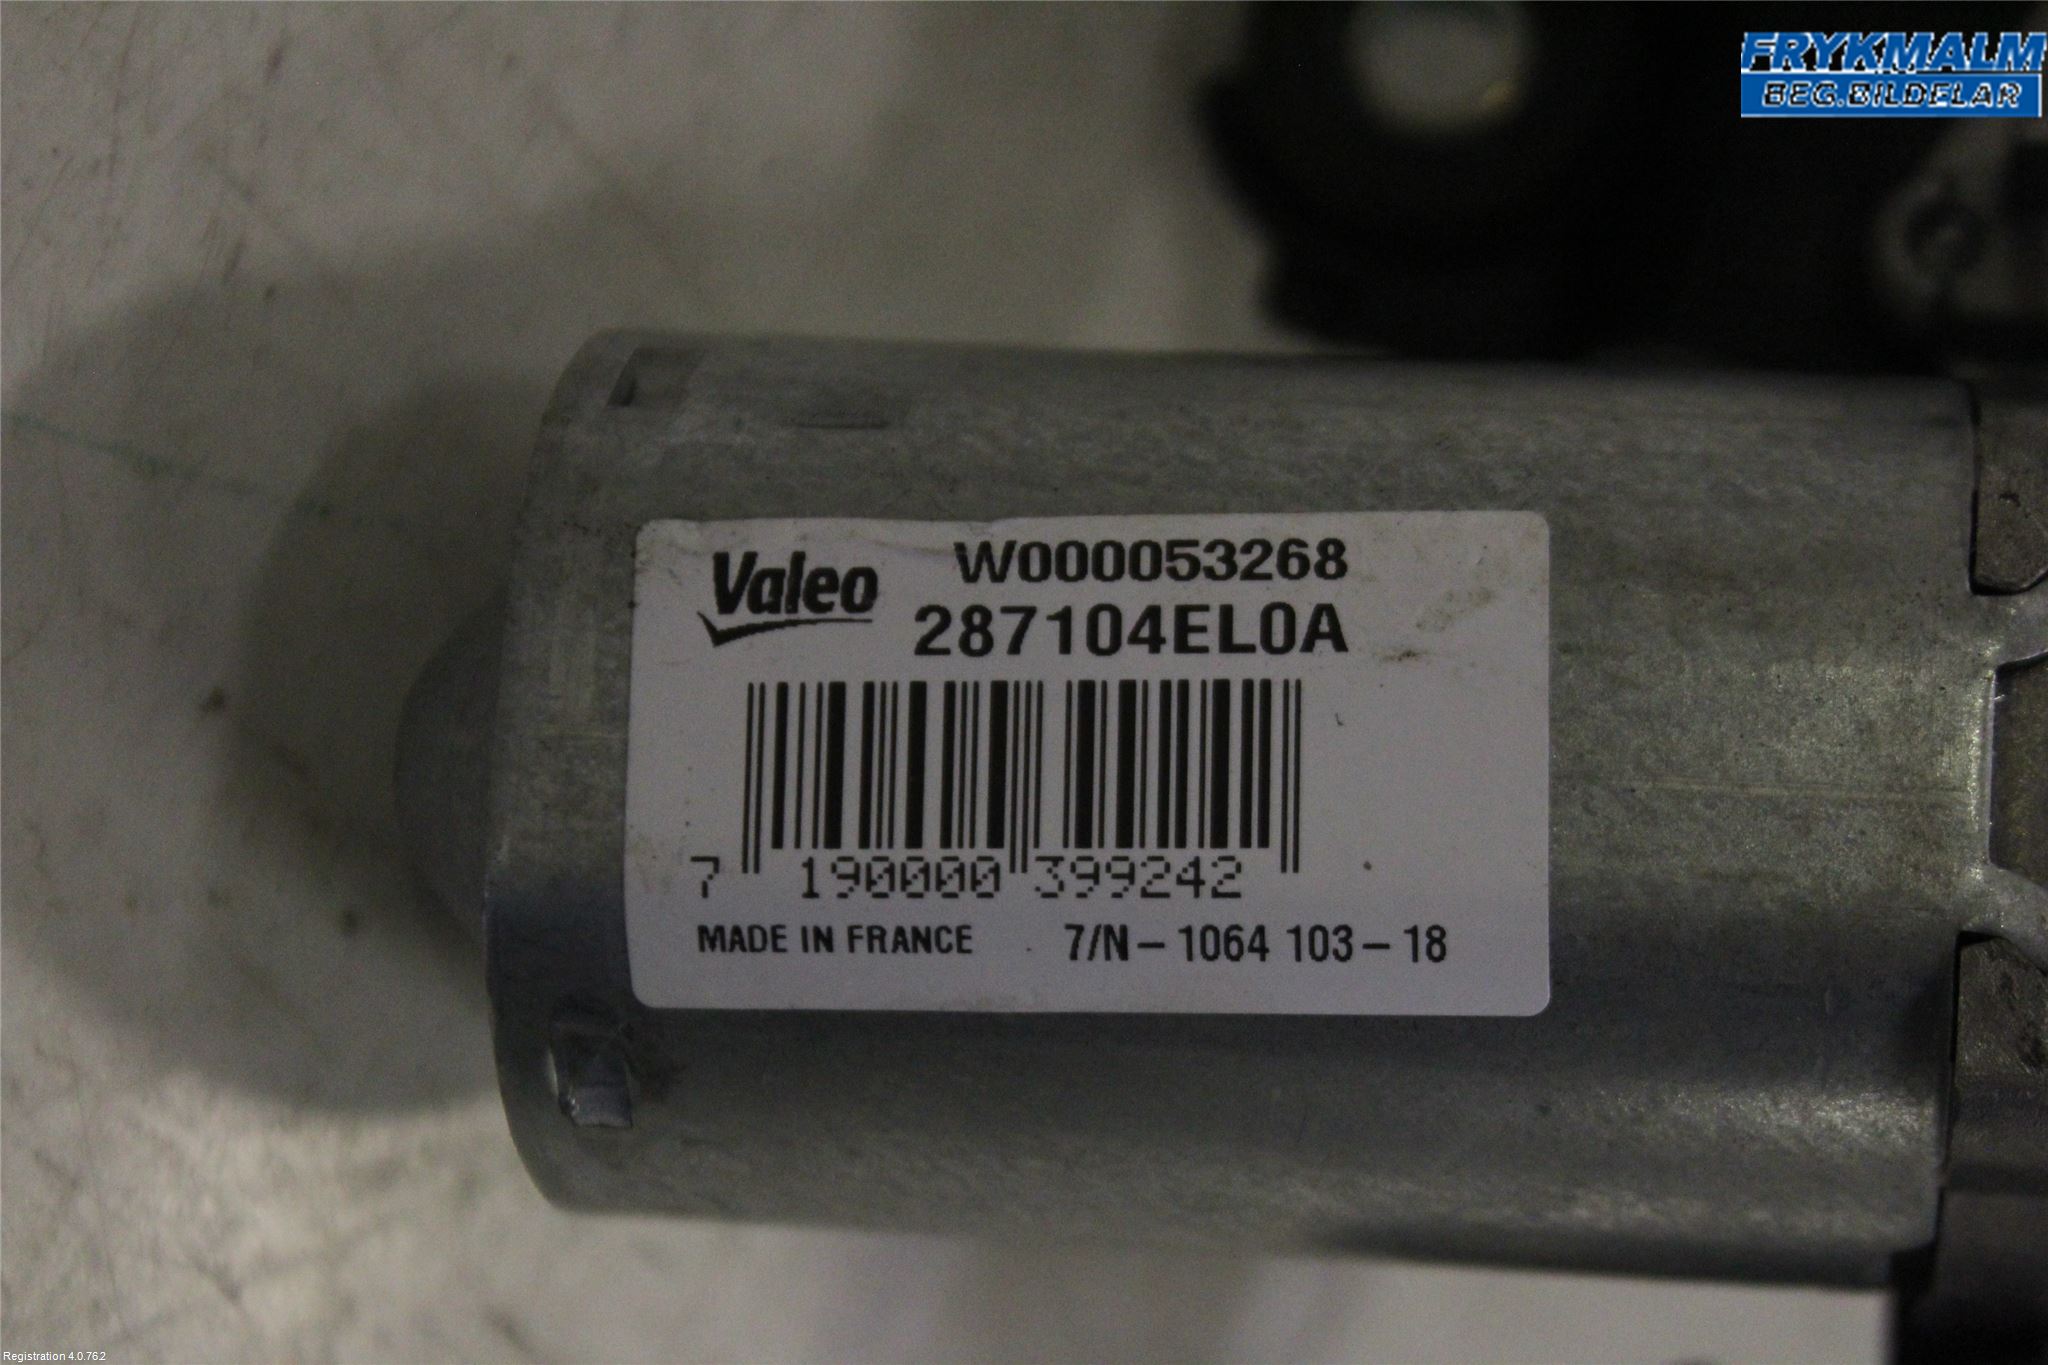 FRYKMALM
BEG.BILDELAR
Valeo W000053268
287104EL0A
7 190000 399242
MADE IN FRANCE 7/N-1064 103-18
Registration 4.0.762